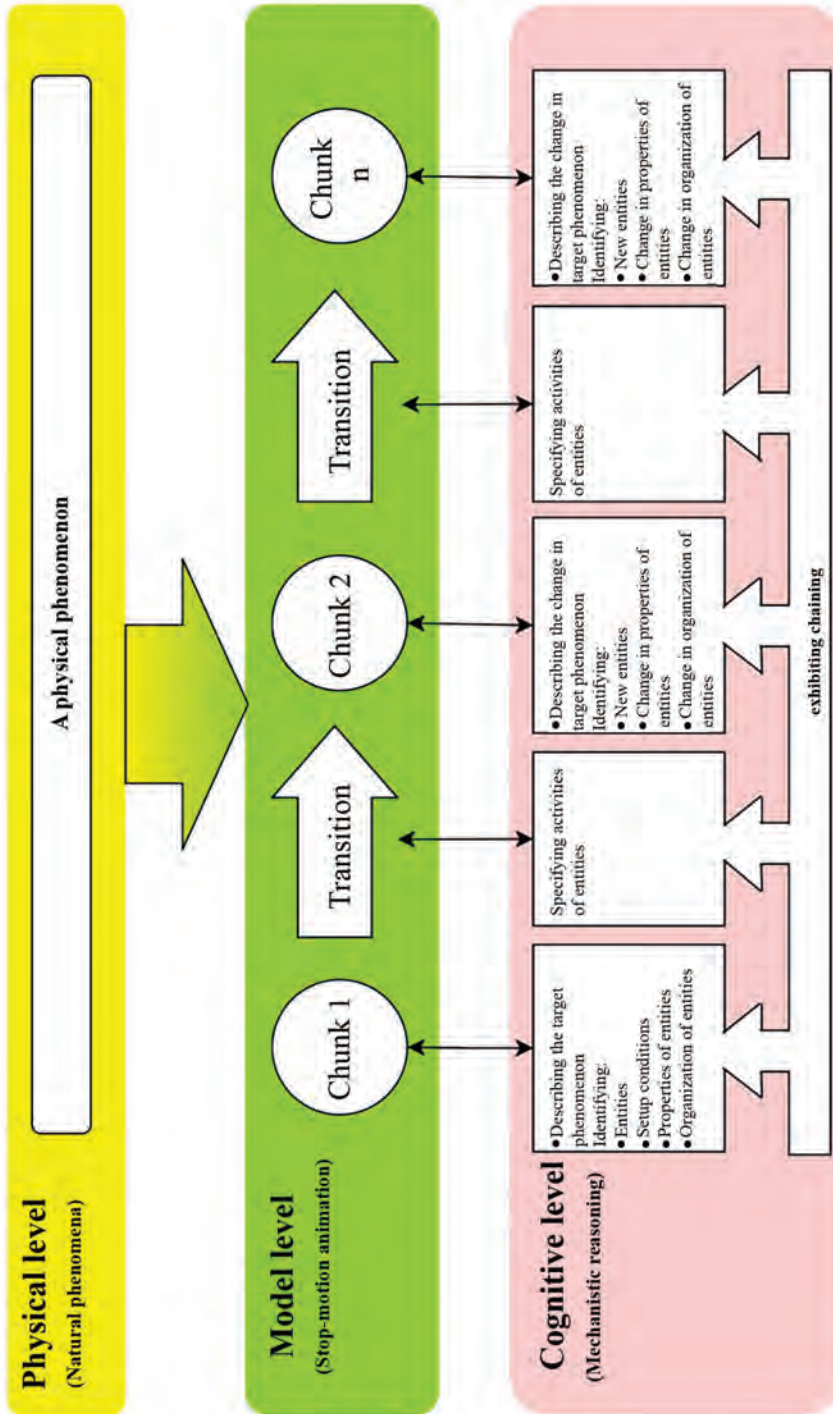 Physical level
(Natural phenomena)
A physical phenomenon
Model level
(Stop-motion animation)
Chunk 1
Transition
Chunk 2
Transition
Chunk
n
Cognitive level
(Mechanistic reasoning)
●Describing the target
phenomenon
Identifying:
●Entities
●Setup conditions
●Properties of entities
●Organization of entities
Specifying activities
of entities
●Describing the change in
target phenomenon
Identifying:
● New entities
● Change in properties of
entities
● Change in organization of
entities
Specifying activities
of entities
●Describing the change in
target phenomenon
Identifying:
● New entities
● Change in properties of
entities
● Change in organization of
entities
exhibiting chaining